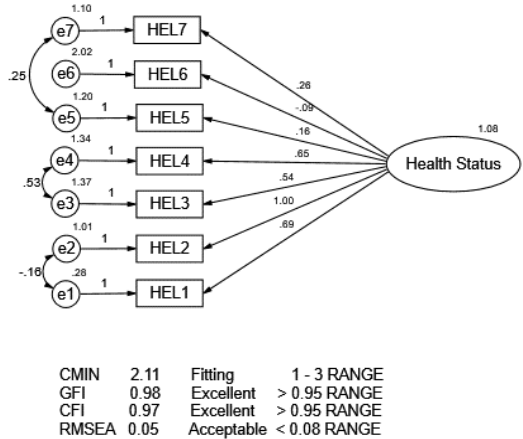 1.10
e7 1 HEL7
2.02
e6 1 HEL6
.25
1.20
e5 1 HEL5
1.34
e4 1 HEL4
.53
1.37
e3 1 HEL3
1.01
e2 1 HEL2
-.16
.28
e1 1 HEL1
.26
-.09
.16
.65
.54
1.00
.69
1.08
Health Status
CMIN 2.11 Fitting 1 - 3 RANGE
GFI 0.98 Excellent > 0.95 RANGE
CFI 0.97 Excellent > 0.95 RANGE
RMSEA 0.05 Acceptable < 0.08 RANGE